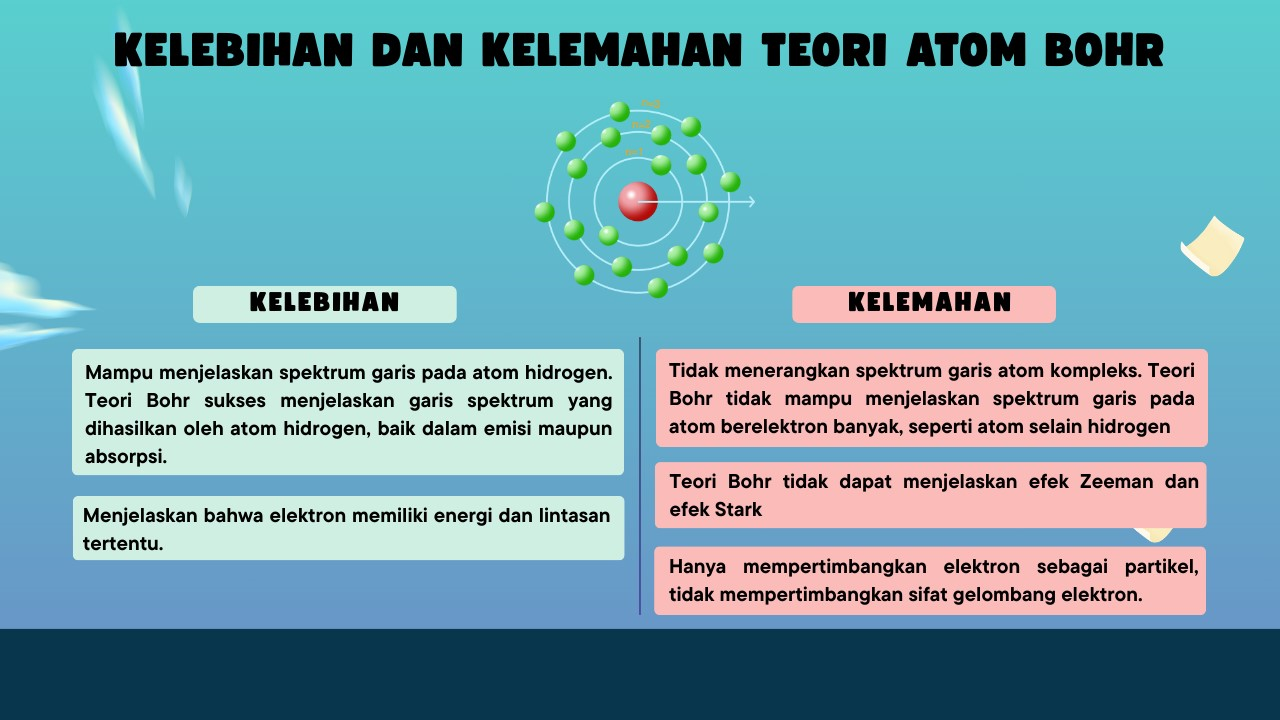 KELEBIHAN DAN KELEMAHAN TEORI ATOM BOHR
KELEBIHAN
Mampu menjelaskan spektrum garis pada atom hidrogen.
Teori Bohr sukses menjelaskan garis spektrum yang
dihasilkan oleh atom hidrogen, baik dalam emisi maupun
absorpsi.
Menjelaskan bahwa elektron memiliki energi dan lintasan
tertentu.
KELEMAHAN
Tidak menerangkan spektrum garis atom kompleks. Teori
Bohr tidak mampu menjelaskan spektrum garis pada
atom berelektron banyak, seperti atom selain hidrogen
Teori Bohr tidak dapat menjelaskan efek Zeeman dan
efek Stark
Hanya mempertimbangkan elektron sebagai partikel,
tidak mempertimbangkan sifat gelombang elektron.